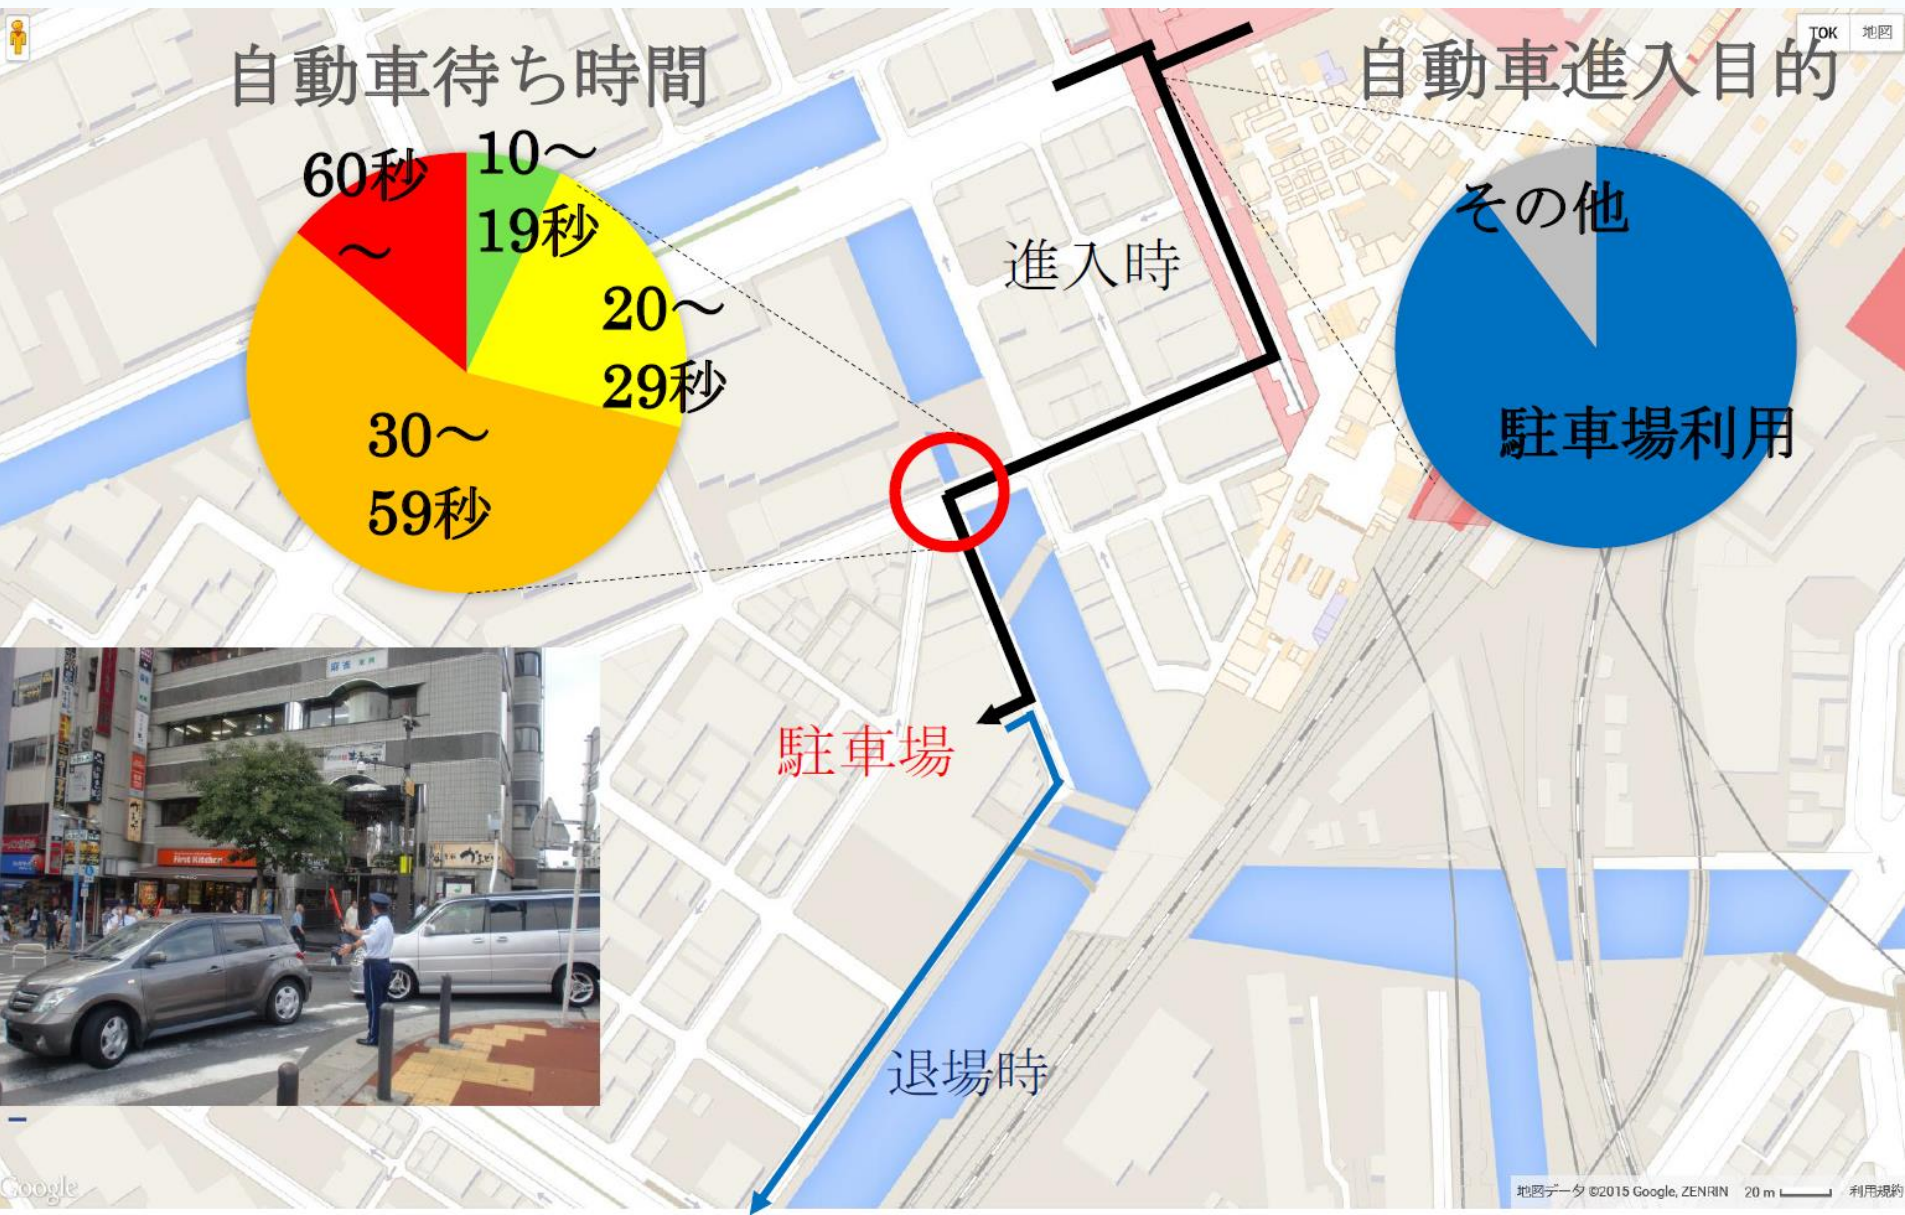 TOK 地図
自動車待ち時間
自動車進入目的
60秒
～
10～
19秒
20～
29秒
30～
59秒
その他
駐車場利用
進入時
駐車場
退場時
First Kitchen
Google
地図データ ©2015 Google, ZENRIN 20 m 利用規約